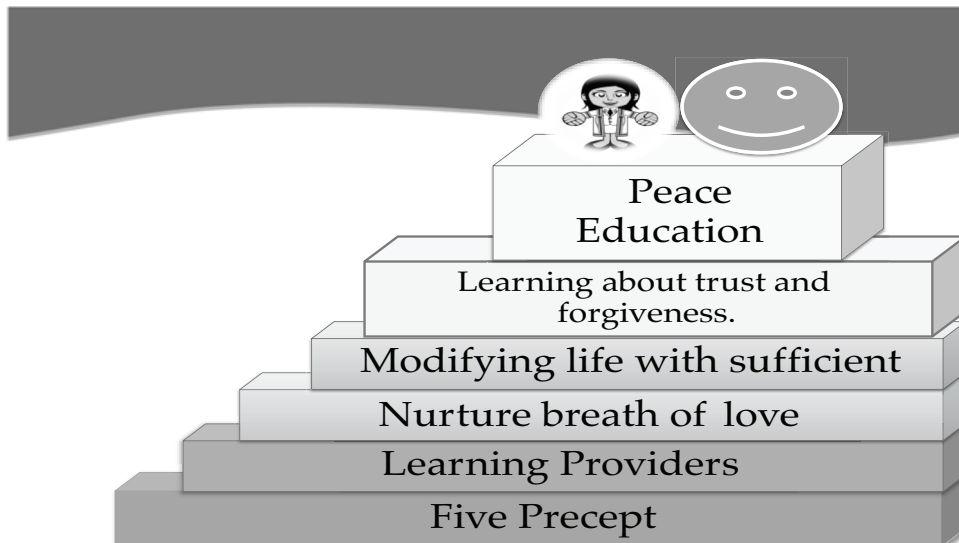 Peace
Education
Learning about trust and
forgiveness.
Modifying life with sufficient
Nurture breath of love
Learning Providers
Five Precept